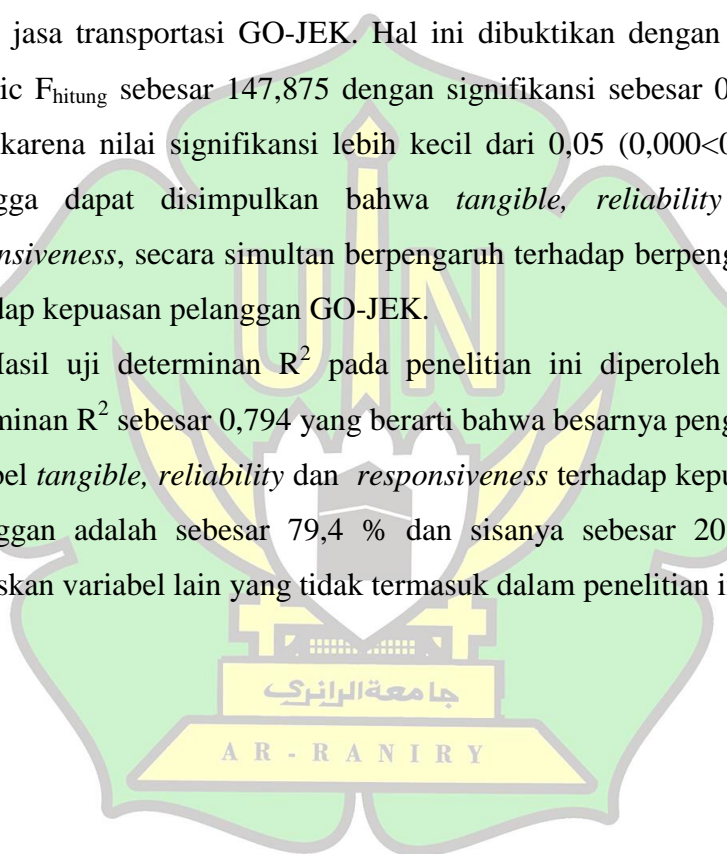 jasa transportasi GO-JEK. Hal ini dibuktikan dengan
ic Fhitung sebesar 147,875 dengan signifikansi sebesar 0
karena nilai signifikansi lebih kecil dari 0,05 (0,000<0
gga dapat disimpulkan bahwa tangible, reliability
nsiveness, secara simultan berpengaruh terhadap berpeng
dap kepuasan pelanggan GO-JEK.
Hasil uji determinan R² pada penelitian ini diperoleh
minan R² sebesar 0,794 yang berarti bahwa besarnya peng
bel tangible, reliability dan responsiveness terhadap kepu
ggan adalah sebesar 79,4 % dan sisanya sebesar 20
skan variabel lain yang tidak termasuk dalam penelitian i
UIN
جامعةالرانري
AR-RANIRY